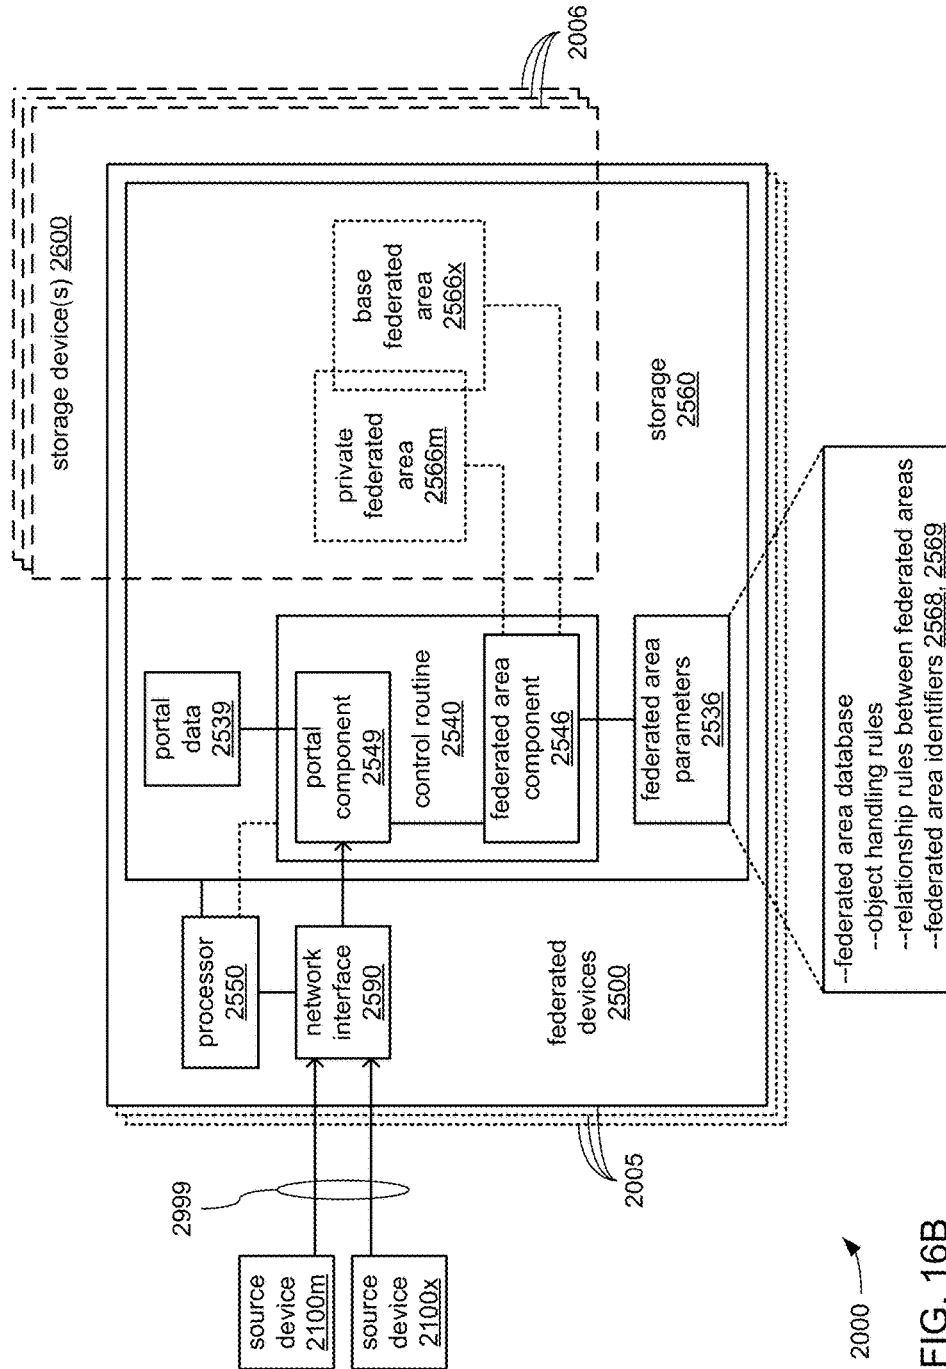 source
device
2100m
source
device
2100x
2999
processor
2550
network
interface
2590
portal
data
2539
portal
component
2549
control routine
2540
federated area
component
2546
federated area
parameters
2536
federated
devices
2500
storage device(s) 2600
private
federated
area
2566m
base
federated
area
2566x
storage
2560
2005
2006
--federated area database
--object handling rules
--relationship rules between federated areas
--federated area identifiers 2568, 2569
2000
FIG. 16B